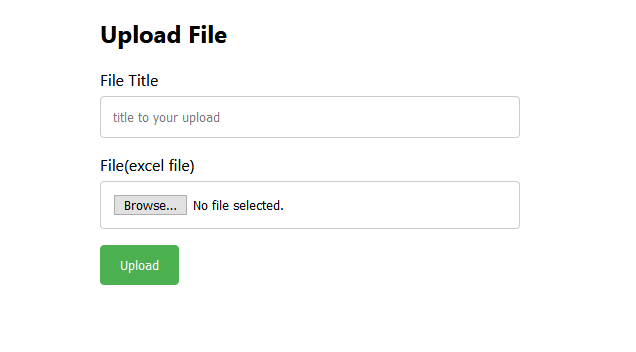 Upload File
File Title
title to your upload
File(excel file)
Browse... No file selected.
Upload